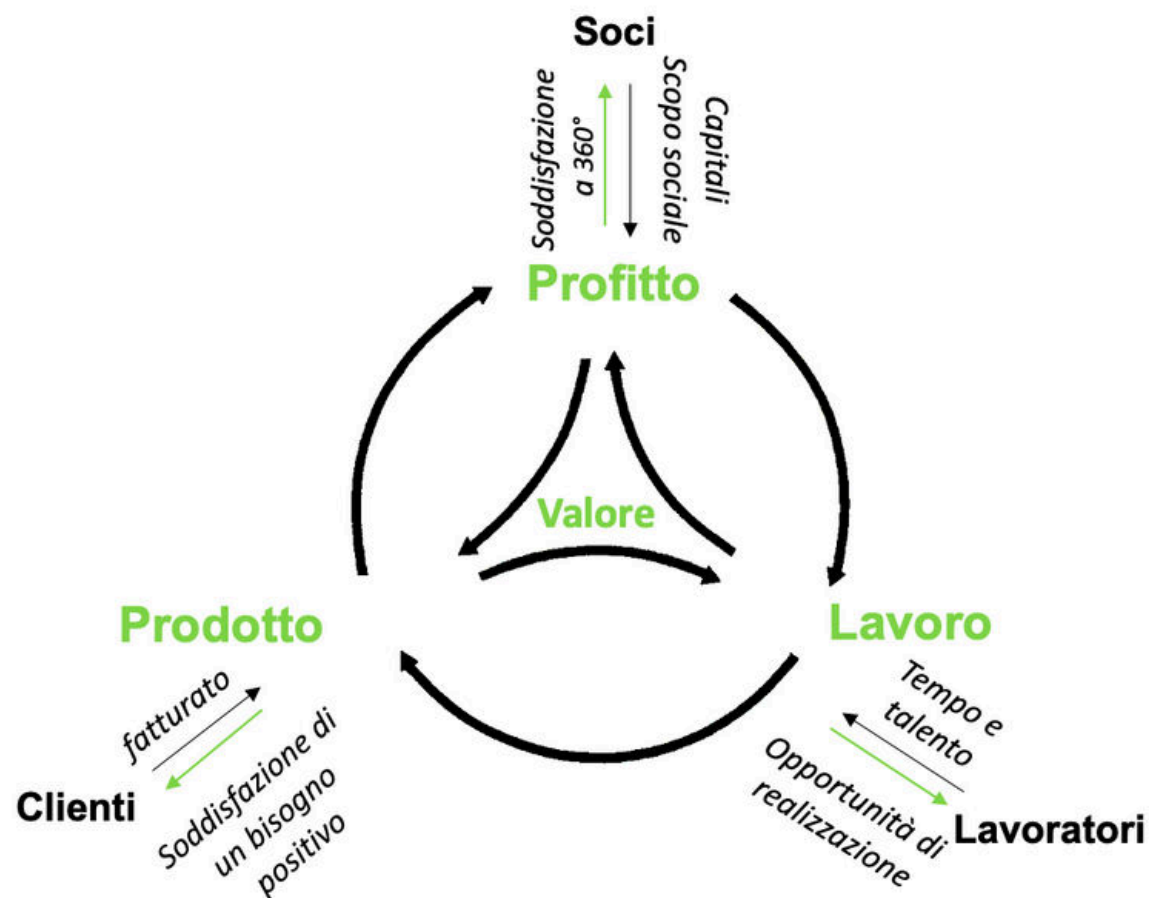 Soci
Soddisfazione
a 360°
Capitali
Scopo sociale
Profitto
Valore
Prodotto
Lavoro
fatturato
Clienti
Soddisfazione di
un bisogno
positivo
Tempo e
talento
Opportunità di
realizzazione
Lavoratori